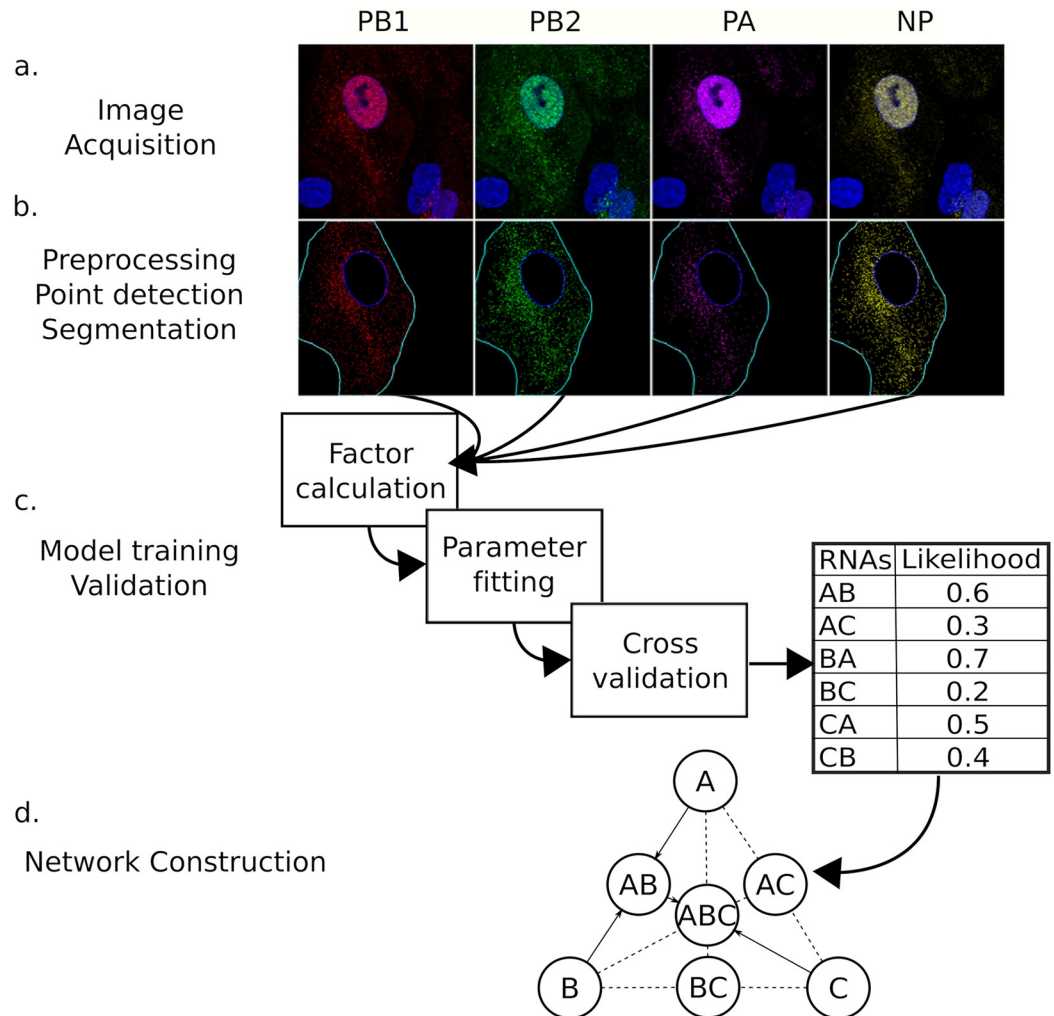 PB1 PB2 PA NP
a.
Image
Acquisition
b.
Preprocessing
Point detection
Segmentation
Factor
calculation
c.
Model training
Validation
Parameter
fitting
Cross
validation
RNAs Likelihood
AB 0.6
AC 0.3
BA 0.7
BC 0.2
CA 0.5
CB 0.4
d.
Network Construction
A
AB AC
ABC
B BC C